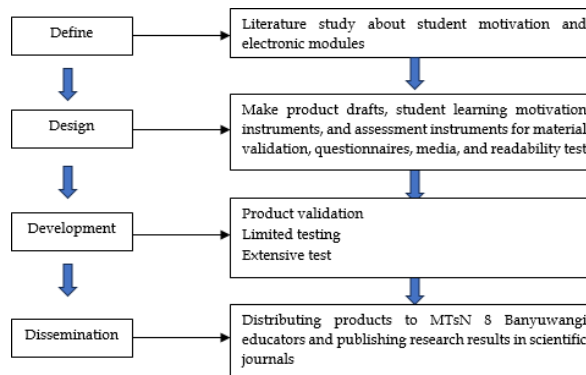 Define
Literature study about student motivation and
electronic modules
Design
Make product drafts, student learning motivation
instruments, and assessment instruments for material
validation, questionnaires, media, and readability test
Development
Product validation
Limited testing
Extensive test
Dissemination
Distributing products to MTsN 8 Banyuwangi
educators and publishing research results in scientific
journals